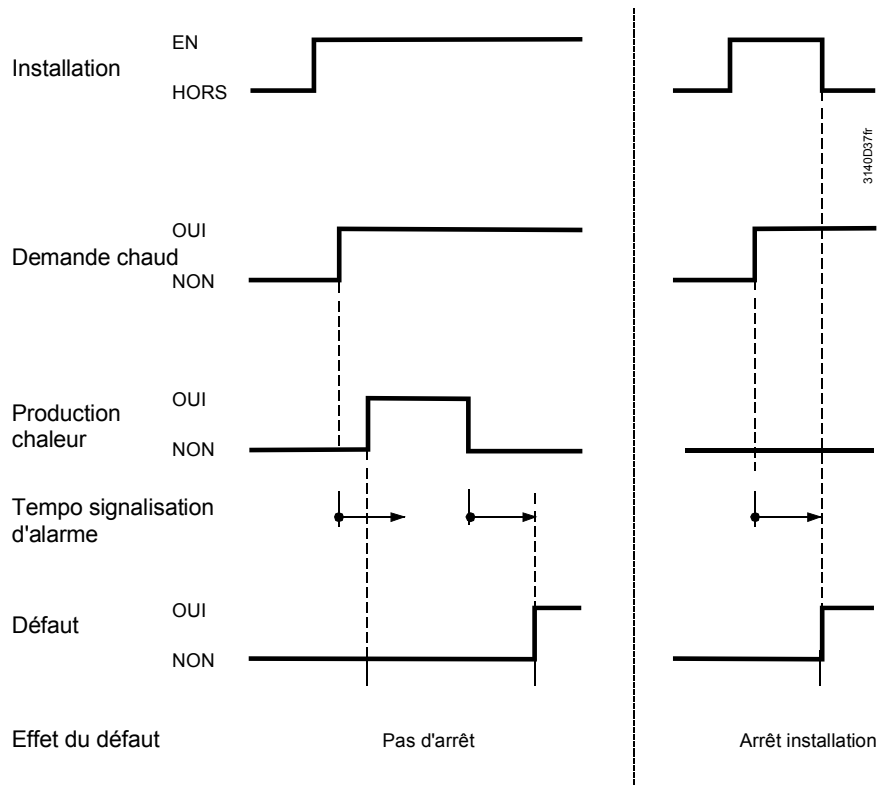 EN
Installation
HORS
3140D37fr
OUI
Demande chaud
NON
OUI
Production
chaleur
NON
Tempo signalisation
d'alarme
OUI
Défaut
NON
Effet du défaut
Pas d'arrêt
Arrêt installation